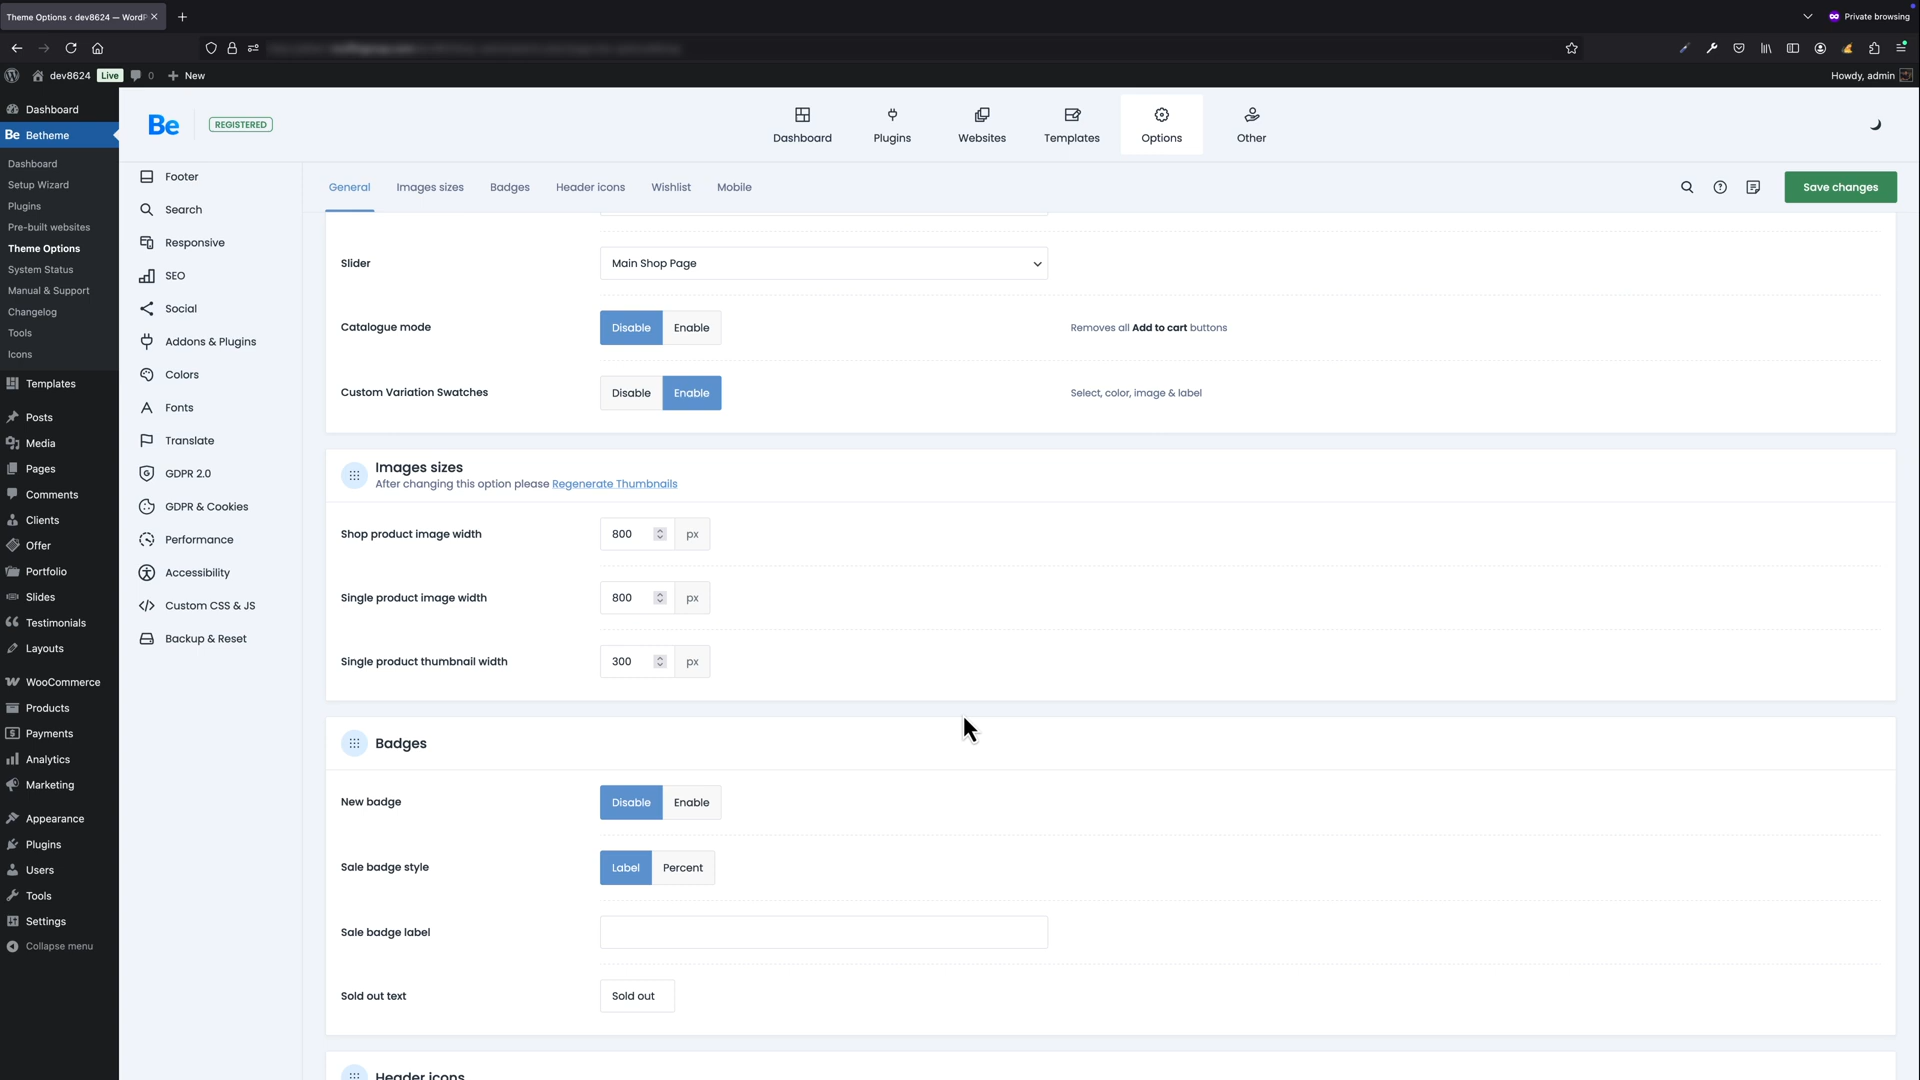 Theme Options ‹ dev8624 — WordP
Private browsing
dev8624 Live 0 New
Howdy, admin
Dashboard
Be Betheme
Dashboard
Setup Wizard
Plugins
Pre-built websites
Theme Options
System Status
Manual & Support
Changelog
Tools
Icons
Templates
Posts
Media
Pages
Comments
Clients
Offer
Portfolio
Slides
Testimonials
Layouts
WooCommerce
Products
Payments
Analytics
Marketing
Appearance
Plugins
Users
Tools
Settings
Collapse menu
Be REGISTERED
Dashboard
Plugins
Websites
Templates
Options
Other
Footer
Search
Responsive
SEO
Social
Addons & Plugins
Colors
Fonts
Translate
GDPR 2.0
GDPR & Cookies
Performance
Accessibility
Custom CSS & JS
Backup & Reset
General Images sizes Badges Header icons Wishlist Mobile
Save changes
Slider Main Shop Page
Catalogue mode Disable Enable Removes all Add to cart buttons
Custom Variation Swatches Disable Enable Select, color, image & label
Images sizes
After changing this option please Regenerate Thumbnails
Shop product image width 800 px
Single product image width 800 px
Single product thumbnail width 300 px
Badges
New badge Disable Enable
Sale badge style Label Percent
Sale badge label
Sold out text Sold out
Header icons